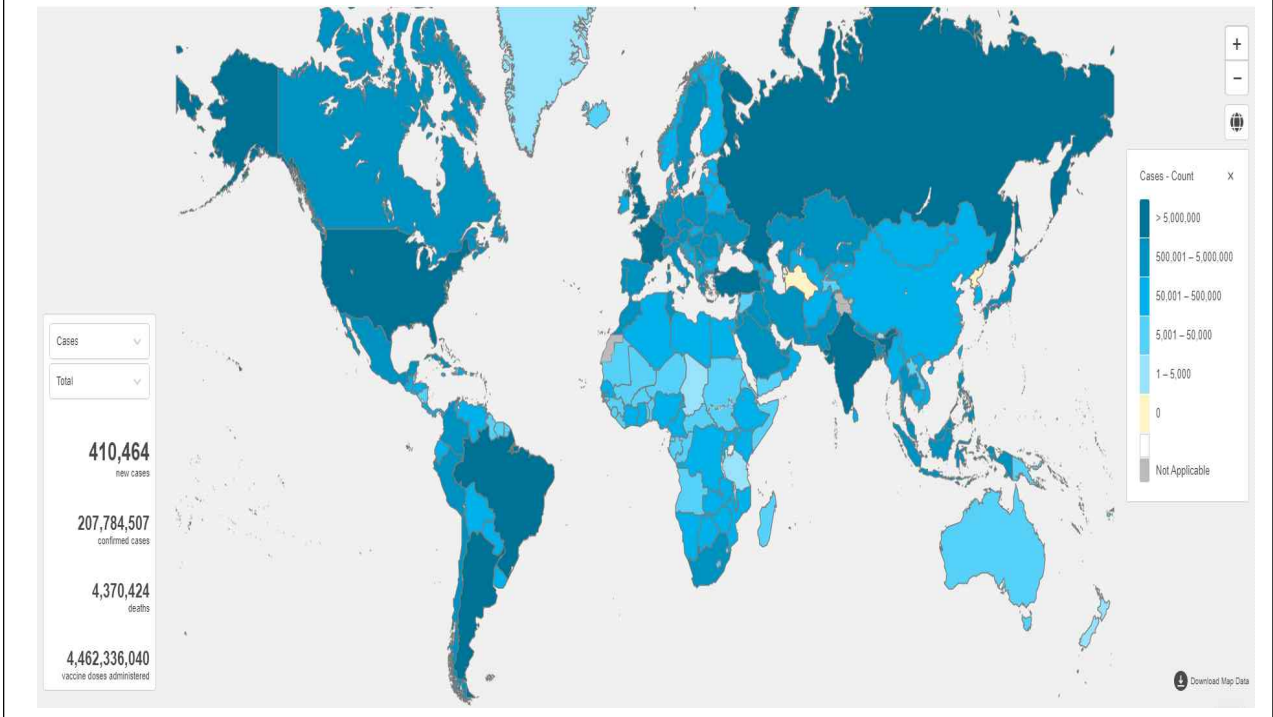 +
−
Cases - Count X
> 5,000,000
500,001 – 5,000,000
50,001 – 500,000
5,001 – 50,000
1 – 5,000
0
Not Applicable
Cases
Total
410,464
new cases
207,784,507
confirmed cases
4,370,424
deaths
4,462,336,040
vaccine doses administered
Download Map Data